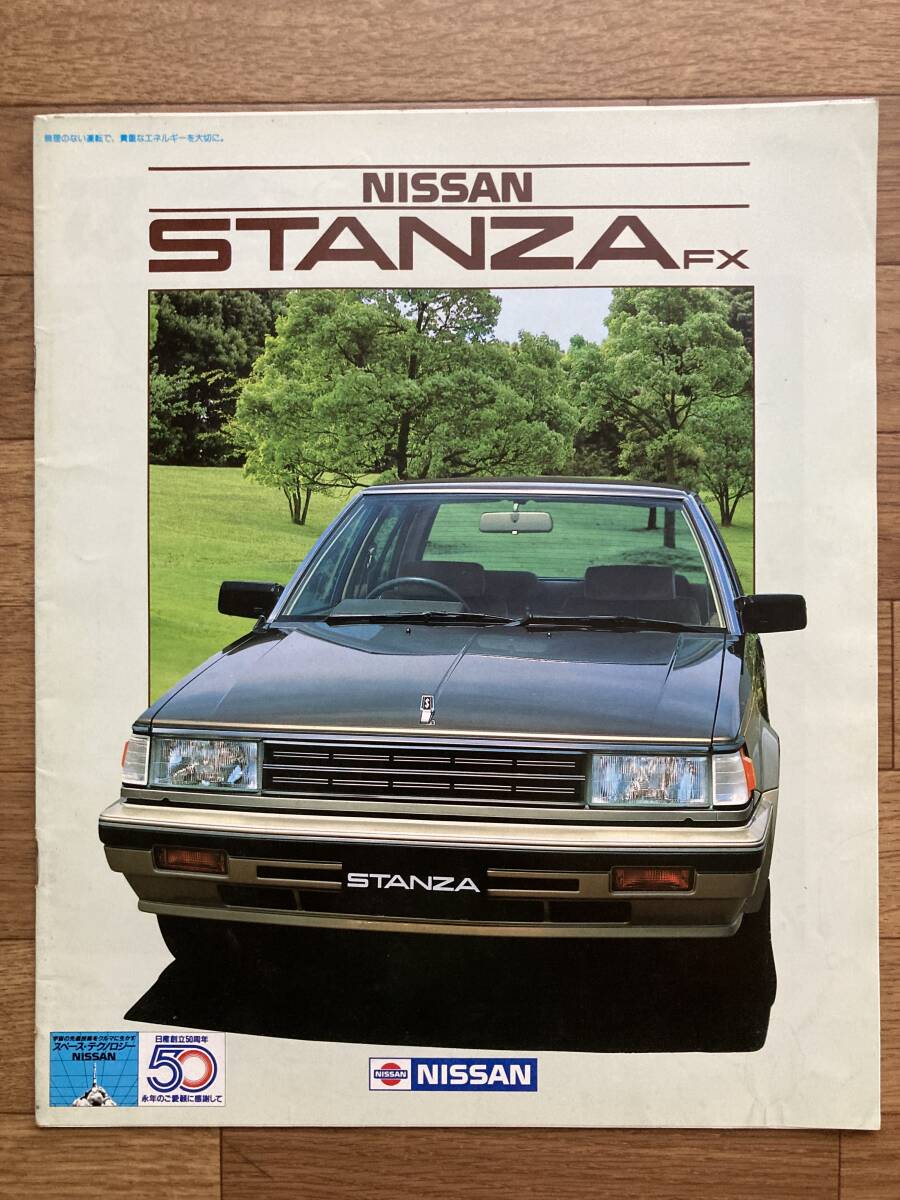 無理のない運転で、貴重なエネルギーを大切に。
NISSAN
STANZA FX
S
STANZA
宇宙の先進技術をクルマに生かす
スペース・テクノロジー
NISSAN
日産創立50周年
50
永年のご愛顧に感謝して
NISSAN NISSAN